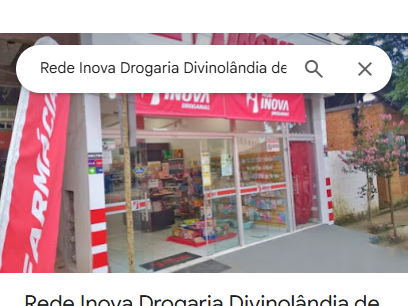 Rede Inova Drogaria Divinolândia de
INOVA
DROGARIAS
INOVA
DROGARIAS
FARMÁCIA
Rede Inova Drogaria Divinolândia de